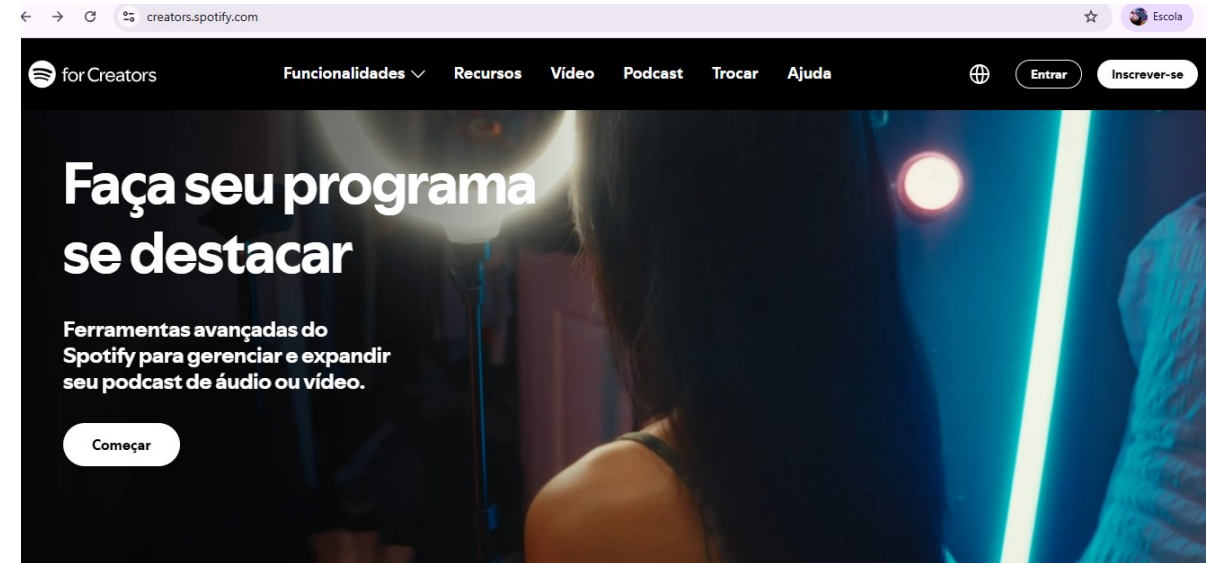 creators.spotify.com
Escola
for Creators
Funcionalidades
Recursos
Vídeo
Podcast
Trocar
Ajuda
Entrar
Inscrever-se
Faça seu programa
se destacar
Ferramentas avançadas do
Spotify para gerenciar e expandir
seu podcast de áudio ou vídeo.
Começar